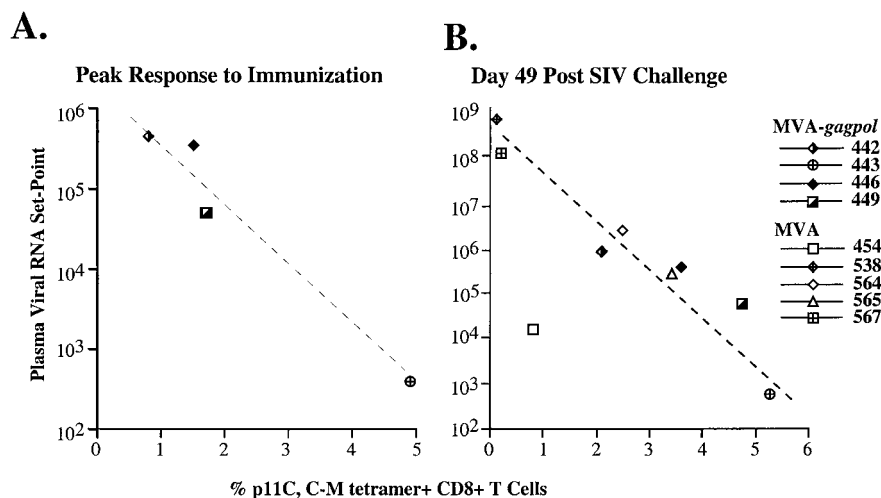 A.
B.
Peak Response to Immunization
Day 49 Post SIV Challenge
Plasma Viral RNA Set-Point
10^6
10^5
10^4
10^3
10^2
0 1 2 3 4 5
10^9
10^8
10^7
10^6
10^5
10^4
10^3
10^2
0 1 2 3 4 5 6
% p11C, C-M tetramer+ CD8+ T Cells
MVA-gagpol
442
443
446
449
MVA
454
538
564
565
567